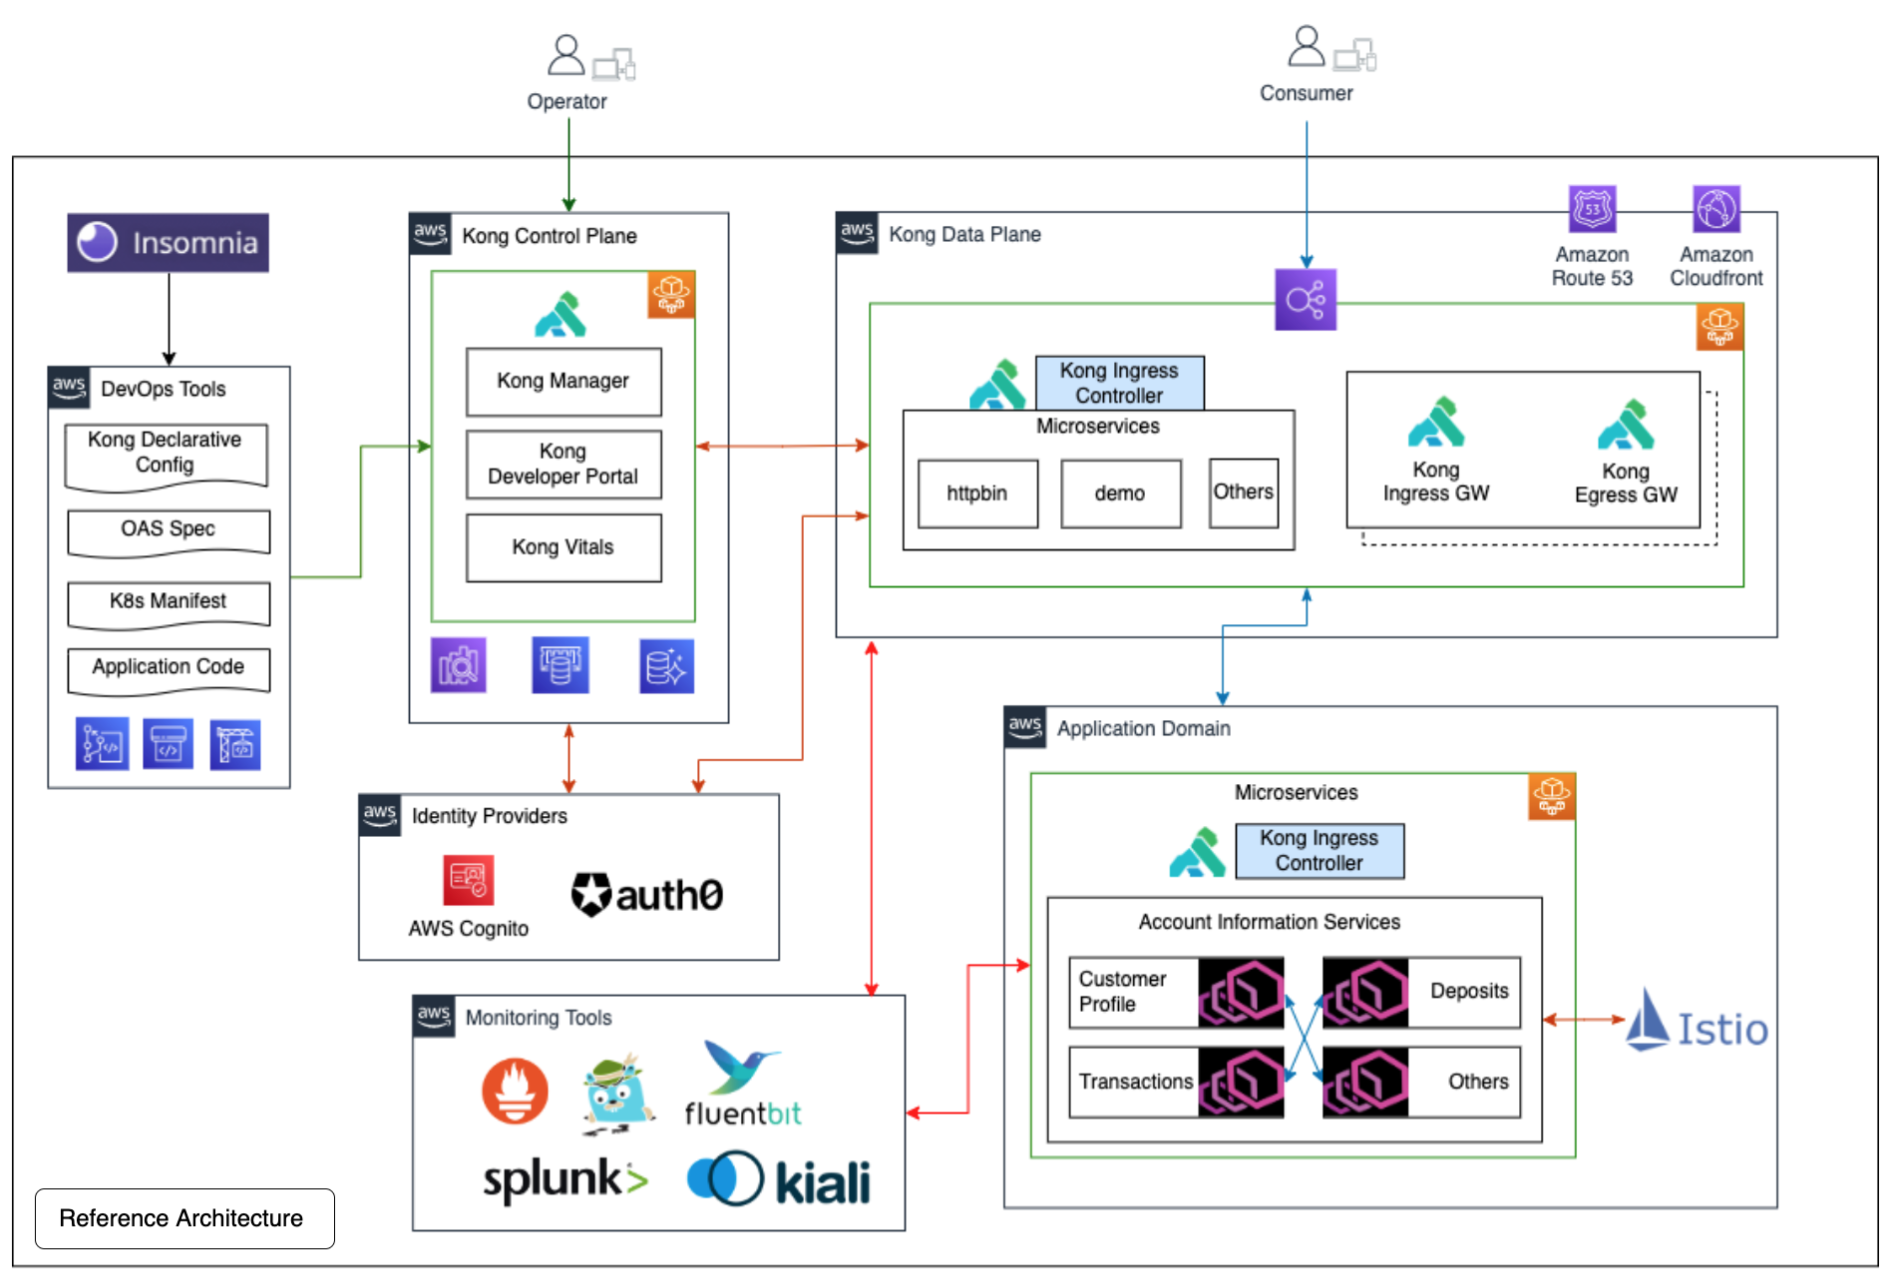 Operator
Consumer
Insomnia
aws
DevOps Tools
Kong Declarative
Config
OAS Spec
K8s Manifest
Application Code
aws
Kong Control Plane
Kong Manager
Kong
Developer Portal
Kong Vitals
aws
Kong Data Plane
53
Amazon
Route 53
Amazon
Cloudfront
Kong Ingress
Controller
Microservices
httpbin
demo
Others
Kong
Ingress GW
Kong
Egress GW
aws
Identity Providers
AWS Cognito
auth0
aws
Monitoring Tools
fluentbit
splunk>
kiali
aws
Application Domain
Microservices
Kong Ingress
Controller
Account Information Services
Customer
Profile
Deposits
Transactions
Others
Istio
Reference Architecture